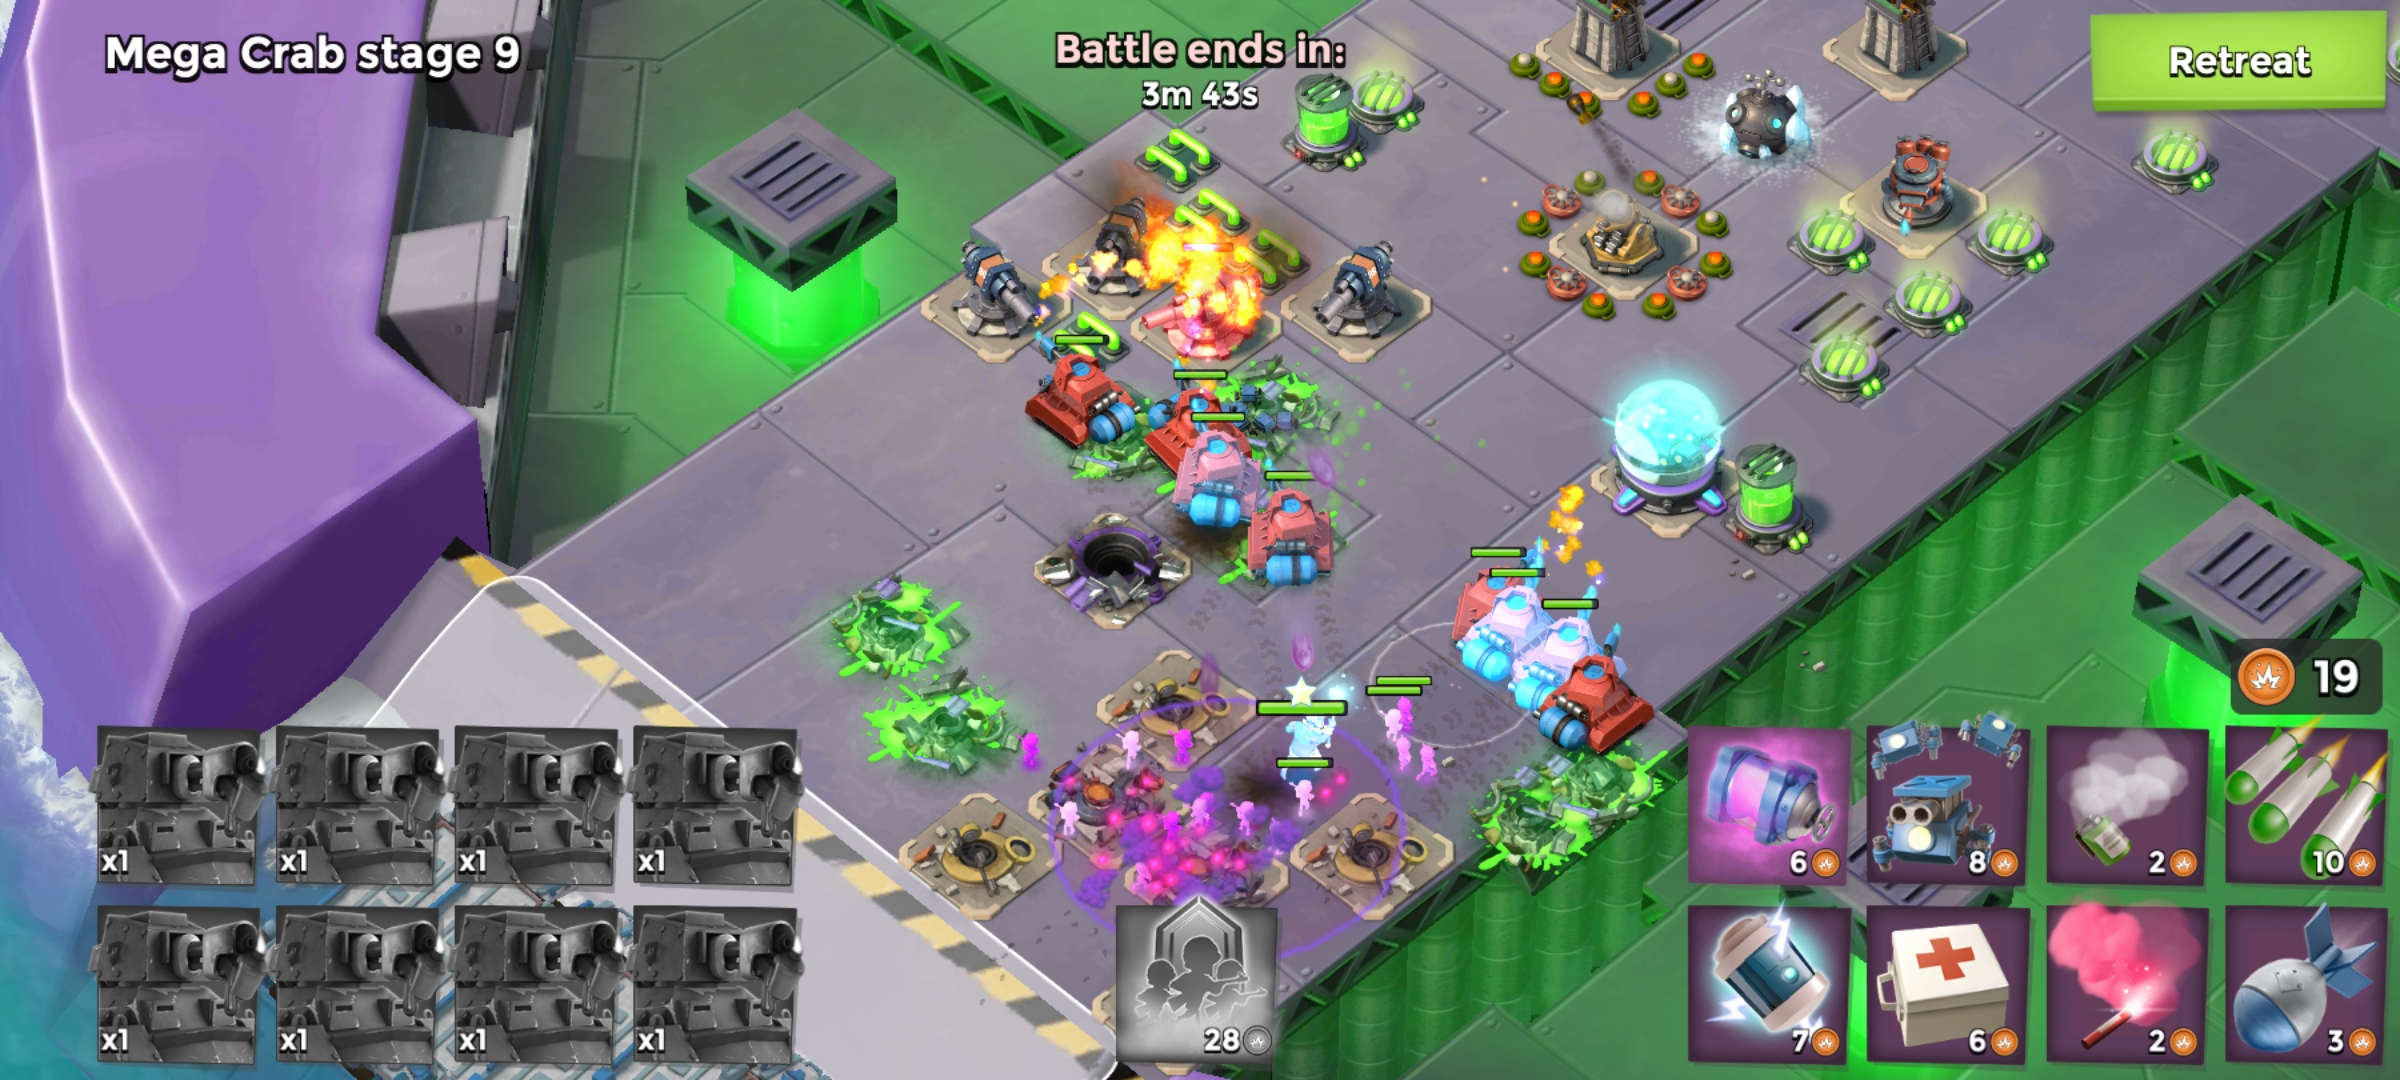 Mega Crab stage 9
Battle ends in:
3m 43s
Retreat
19
x1
x1
x1
x1
6
8
2
10
x1
x1
x1
x1
28
7
6
2
3